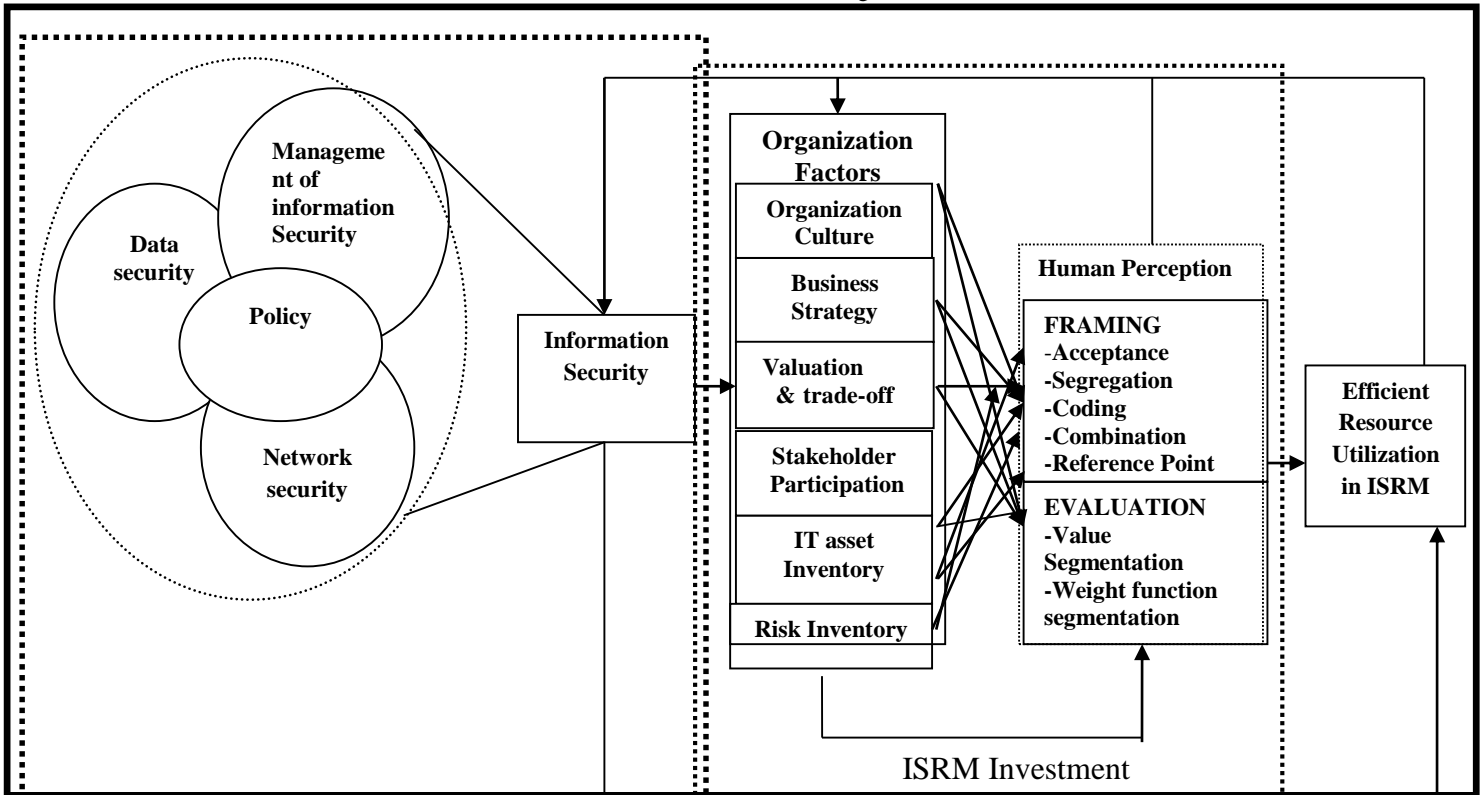 Manageme
nt of
information
Security
Data
security
Policy
Network
security
Information
Security
Organization
Factors
Organization
Culture
Business
Strategy
Valuation
& trade-off
Stakeholder
Participation
IT asset
Inventory
Risk Inventory
Human Perception
FRAMING
-Acceptance
-Segregation
-Coding
-Combination
-Reference Point
EVALUATION
-Value
Segmentation
-Weight function
segmentation
Efficient
Resource
Utilization
in ISRM
ISRM Investment